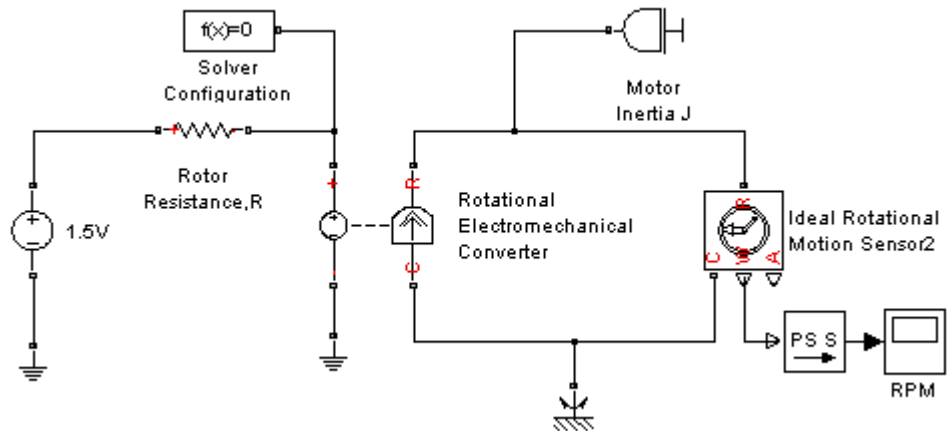 f(x)=0
Solver
Configuration
Motor
Inertia J
+
-
Rotor
Resistance,R
+
R
Rotational
Electromechanical
Converter
-
C
+
-
1.5V
R
C
W
A
Ideal Rotational
Motion Sensor2
PS S
RPM